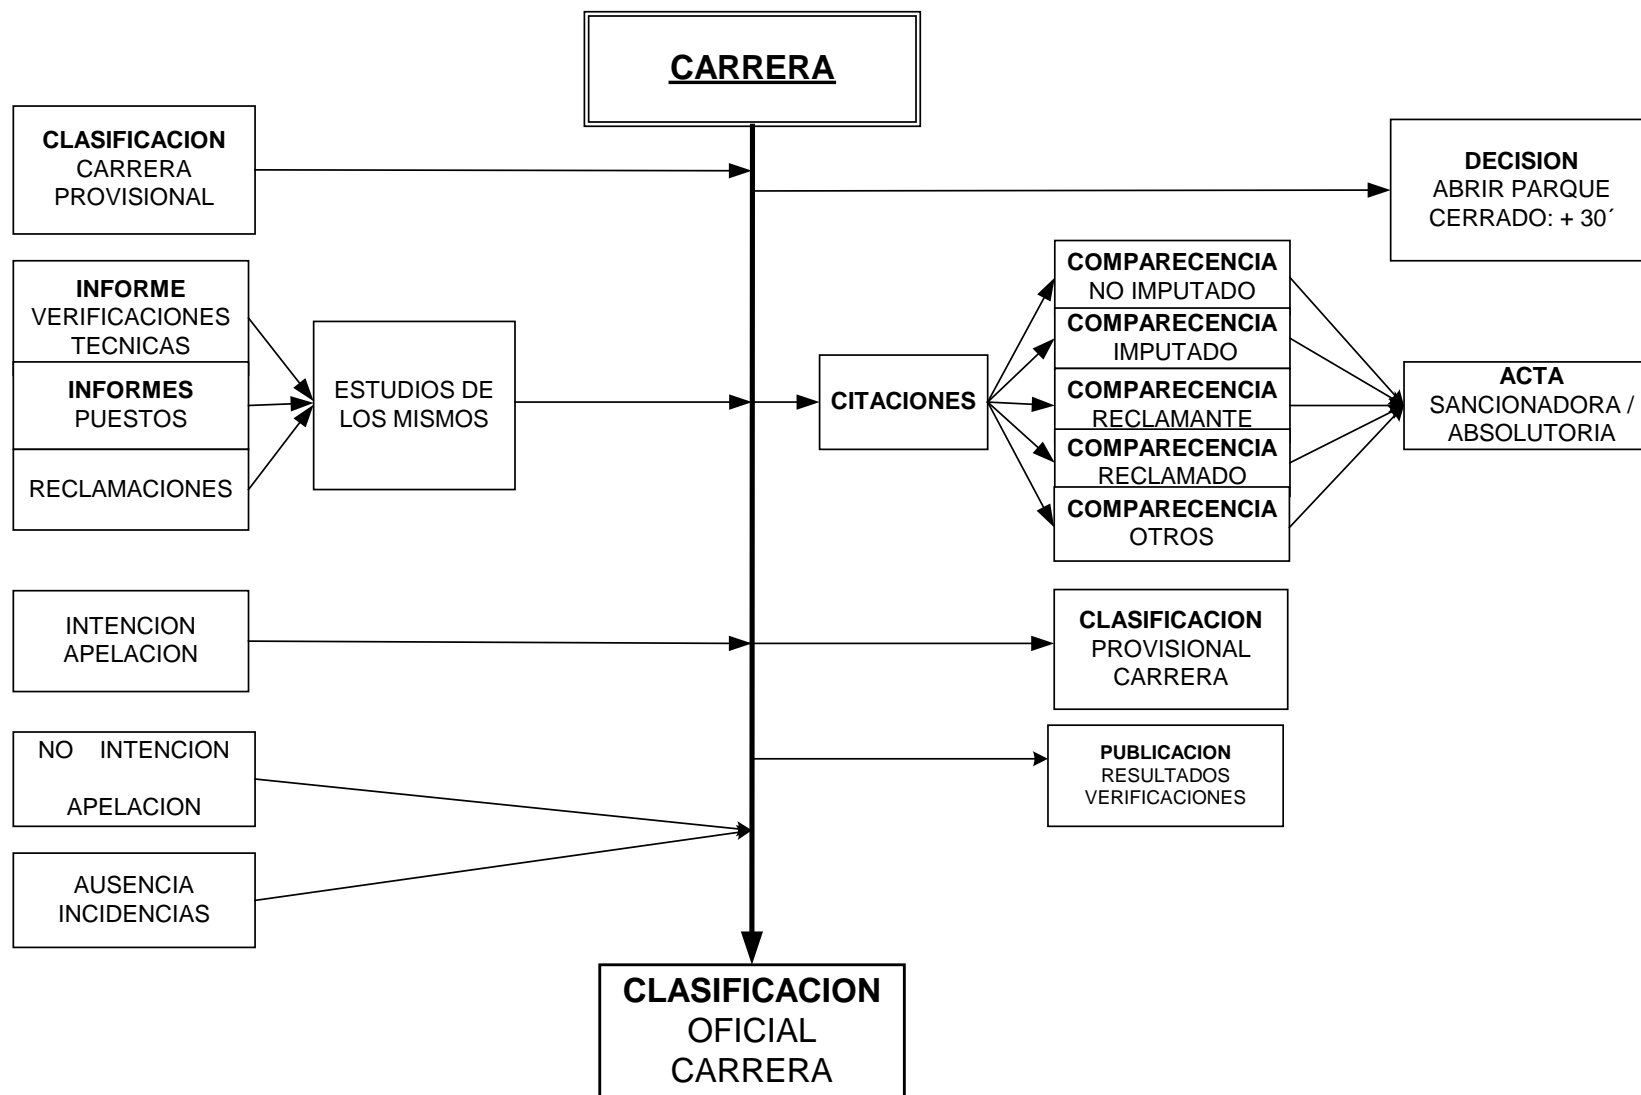 CARRERA
CLASIFICACION
CARRERA
PROVISIONAL
DECISION
ABRIR PARQUE
CERRADO: + 30´
INFORME
VERIFICACIONES
TECNICAS
INFORMES
PUESTOS
RECLAMACIONES
ESTUDIOS DE
LOS MISMOS
CITACIONES
COMPARECENCIA
NO IMPUTADO
COMPARECENCIA
IMPUTADO
COMPARECENCIA
RECLAMANTE
COMPARECENCIA
RECLAMADO
COMPARECENCIA
OTROS
ACTA
SANCIONADORA /
ABSOLUTORIA
INTENCION
APELACION
CLASIFICACION
PROVISIONAL
CARRERA
NO INTENCION
APELACION
PUBLICACION
RESULTADOS
VERIFICACIONES
AUSENCIA
INCIDENCIAS
CLASIFICACION
OFICIAL
CARRERA